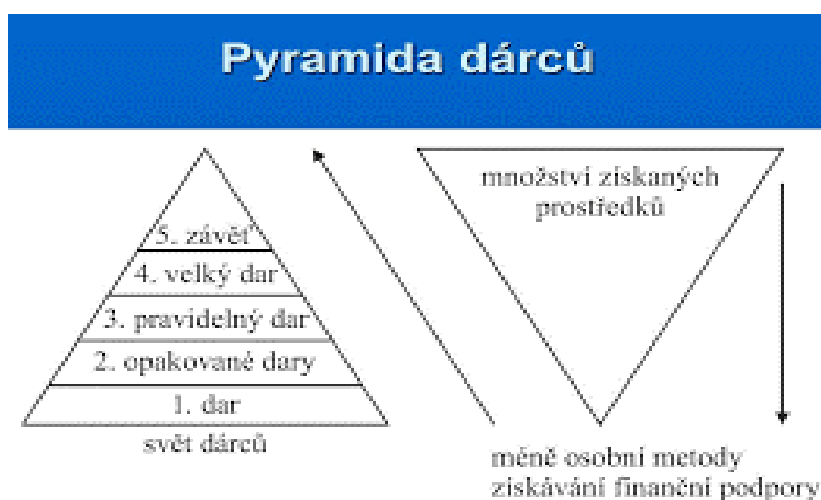 Pyramida dárců
5. závěť
4. velký dar
3. pravidelný dar
2. opakované dary
1. dar
svět dárců
množství získaných
prostředků
méně osobní metody
získávání finanční podpory